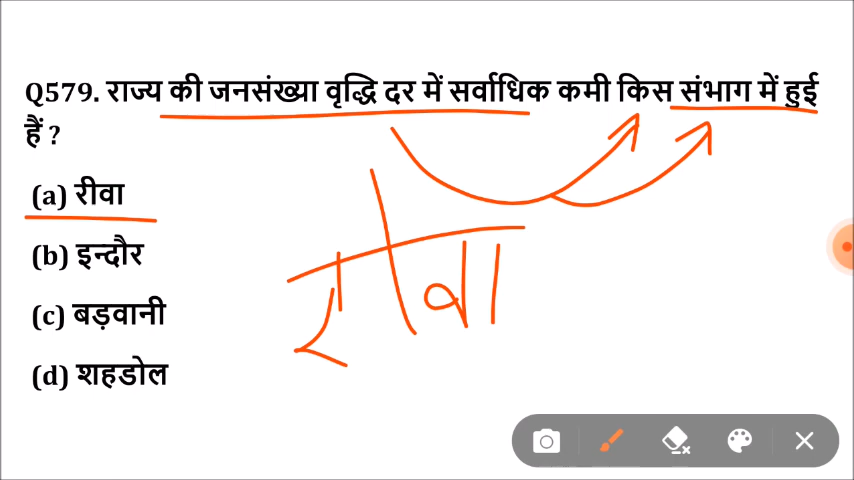 Q579. राज्य की जनसंख्या वृद्धि दर में सर्वाधिक कमी किस संभाग में हुई
हैं ?
(a) रीवा
रीवा
(b) इन्दौर
(c) बड़वानी
(d) शहडोल